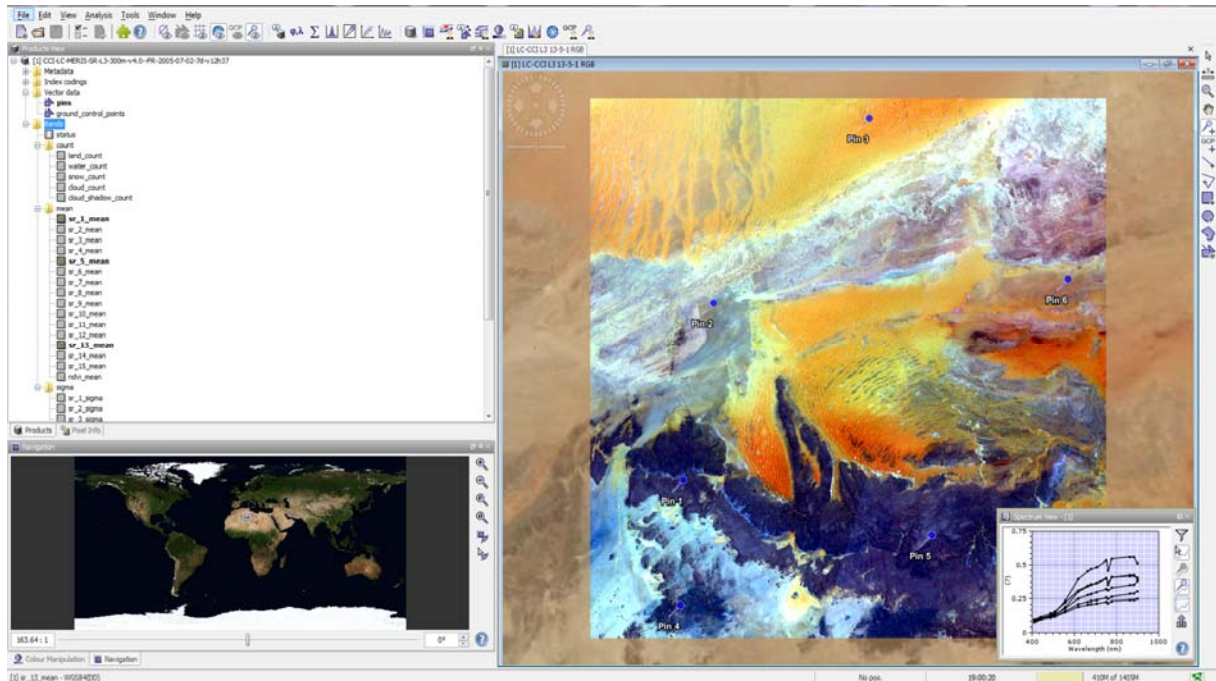 File Edit View Analysis Tools Window Help
Products View
[1] CCI-LC-MERIS-SR-L3-300m-v4.0--FR-2005-07-02-7d-v12h37
Metadata
Index codings
Vector data
pins
ground_control_points
Bands
status
count
land_count
water_count
snow_count
cloud_count
cloud_shadow_count
mean
sr_1_mean
sr_2_mean
sr_3_mean
sr_4_mean
sr_5_mean
sr_6_mean
sr_7_mean
sr_8_mean
sr_9_mean
sr_10_mean
sr_11_mean
sr_12_mean
sr_13_mean
sr_14_mean
sr_15_mean
ndvi_mean
sigma
sr_1_sigma
sr_2_sigma
sr_3_sigma
Products Pixel Info
Navigation
163.64 : 1
0°
Colour Manipulation Navigation
[1] sr_13_mean - WGS84(DD)
[1] LC-CCI L3 13-5-1 RGB
[1] LC-CCI L3 13-5-1 RGB
GCP
GCP
GCP
Pin 3
Pin 6
Pin 2
Pin 1
Pin 5
Pin 4
Spectrum View - [1]
0.75
0.5
0.25
0
400 600 800 1000
Wavelength (nm)
No pos.
19:00:20
410M of 1405M